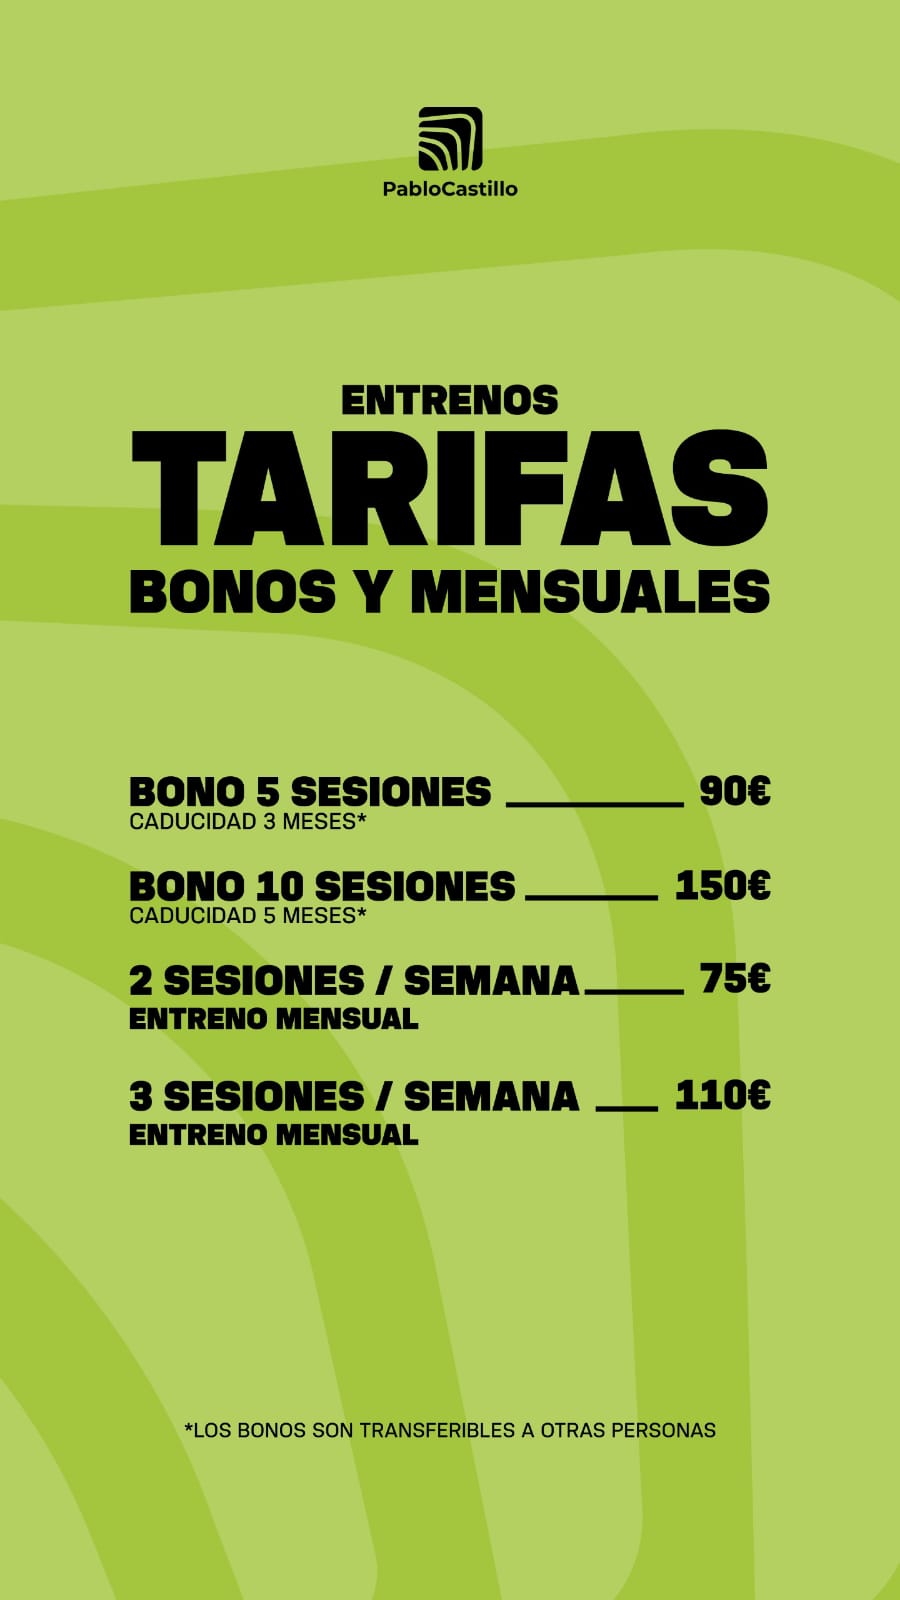 PabloCastillo
ENTRENOS
TARIFAS
BONOS Y MENSUALES
BONO 5 SESIONES 90€
CADUCIDAD 3 MESES*
BONO 10 SESIONES 150€
CADUCIDAD 5 MESES*
2 SESIONES / SEMANA 75€
ENTRENO MENSUAL
3 SESIONES / SEMANA 110€
ENTRENO MENSUAL
*LOS BONOS SON TRANSFERIBLES A OTRAS PERSONAS